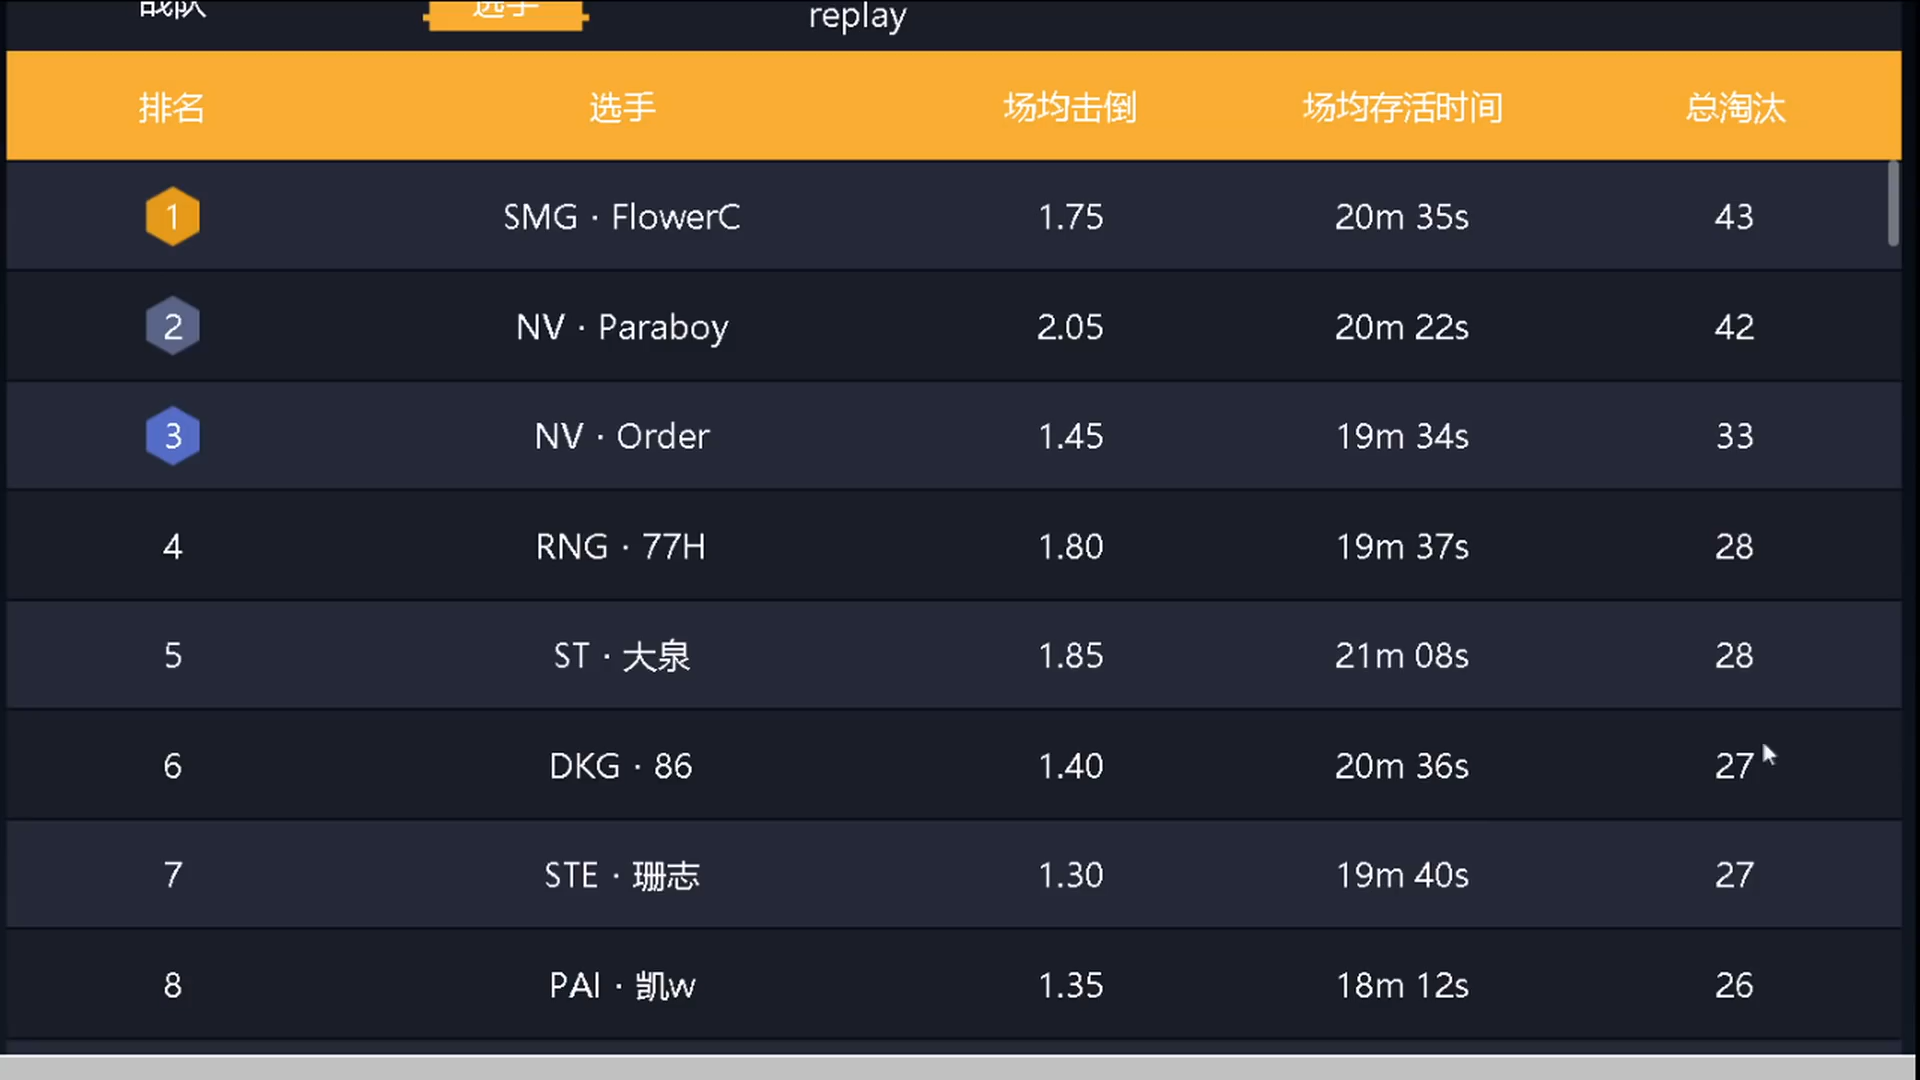 战队 选手 replay
排名 选手 场均击倒 场均存活时间 总淘汰
1 SMG · FlowerC 1.75 20m 35s 43
2 NV · Paraboy 2.05 20m 22s 42
3 NV · Order 1.45 19m 34s 33
4 RNG · 77H 1.80 19m 37s 28
5 ST · 大泉 1.85 21m 08s 28
6 DKG · 86 1.40 20m 36s 27
7 STE · 珊志 1.30 19m 40s 27
8 PAI · 凯w 1.35 18m 12s 26